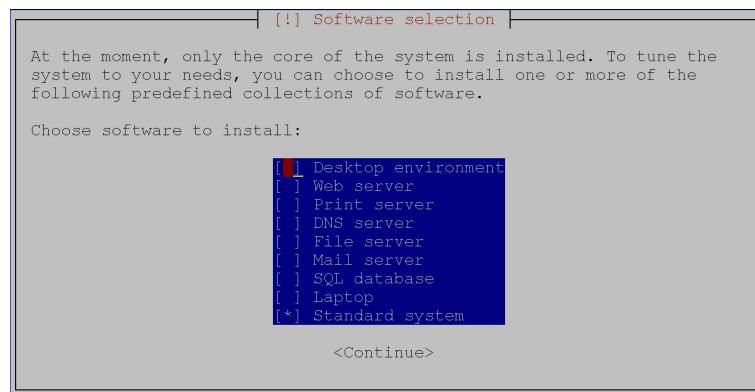 [!] Software selection
At the moment, only the core of the system is installed. To tune the
system to your needs, you can choose to install one or more of the
following predefined collections of software.
Choose software to install:
[ ] Desktop environment
[ ] Web server
[ ] Print server
[ ] DNS server
[ ] File server
[ ] Mail server
[ ] SQL database
[ ] Laptop
[*] Standard system
<Continue>